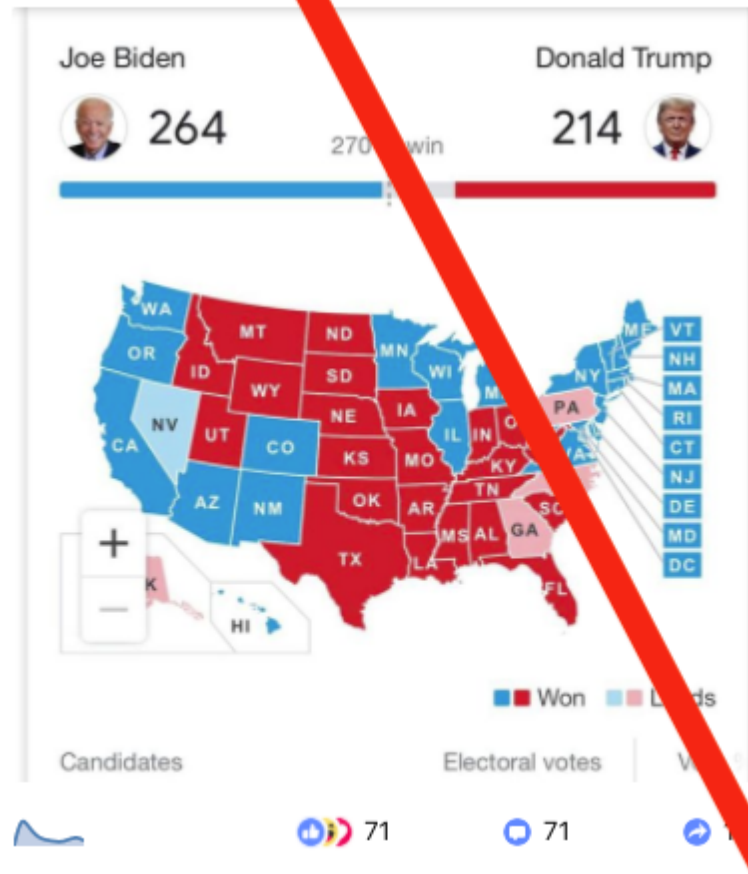 Joe Biden Donald Trump
264 214
270 win
WA
MT ND
MN
ME VT
OR
NH
ID
SD
WI
NY
MA
WY
PA
RI
NV
NE IA
CT
UT
IL IN
CA
CO
KS MO
KY
NJ
TN
DE
AZ NM
OK AR
SC
MD
MS AL GA
TX
LA
DC
FL
HI
+
−
Won
Candidates Electoral votes
71 71